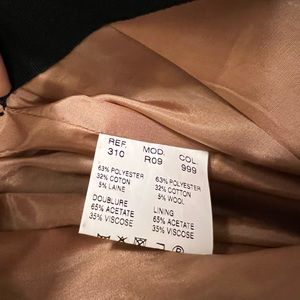 REF. MOD. COL.
310 R09 999
63% POLYESTER 63% POLYESTER
32% COTON 32% COTTON
5% LAINE 5% WOOL
DOUBLURE LINING
65% ACETATE 65% ACETATE
35% VISCOSE 35% VISCOSE